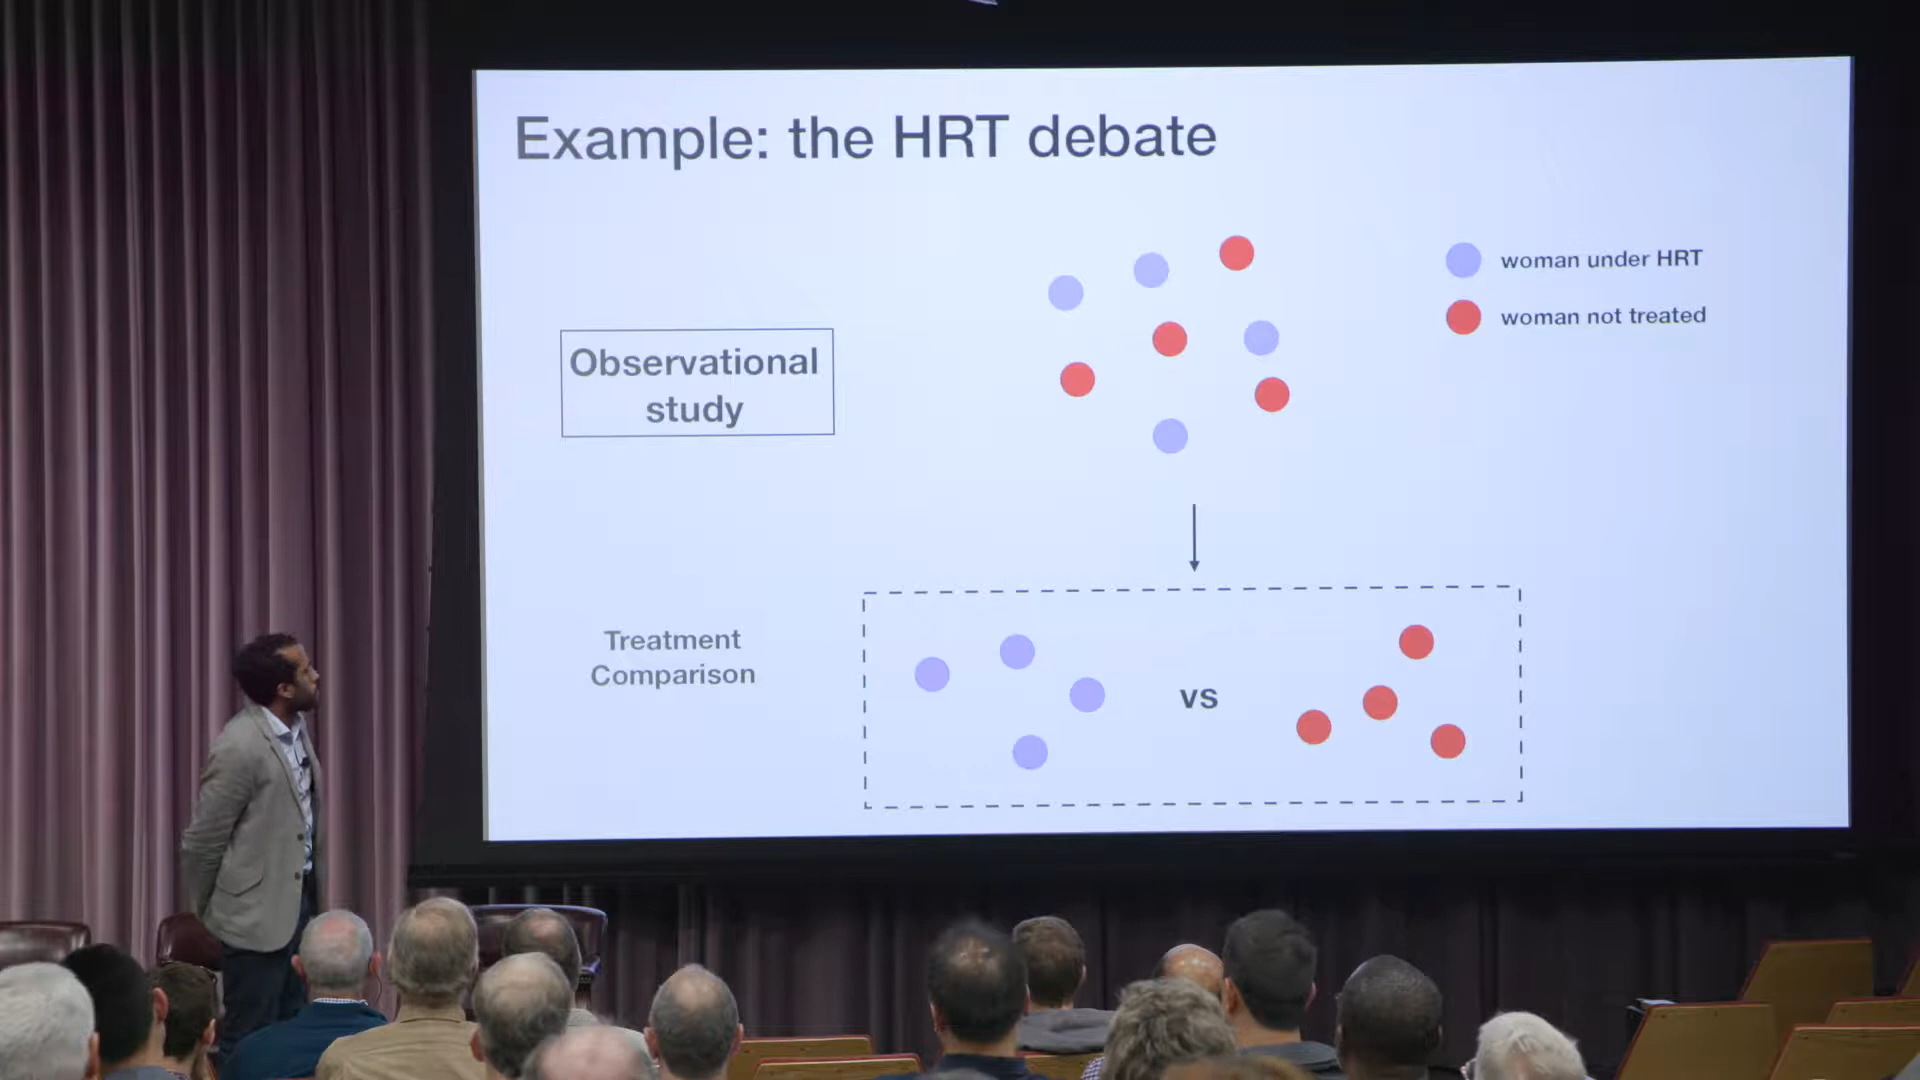 Example: the HRT debate
woman under HRT
woman not treated
Observational
study
Treatment
Comparison
vs